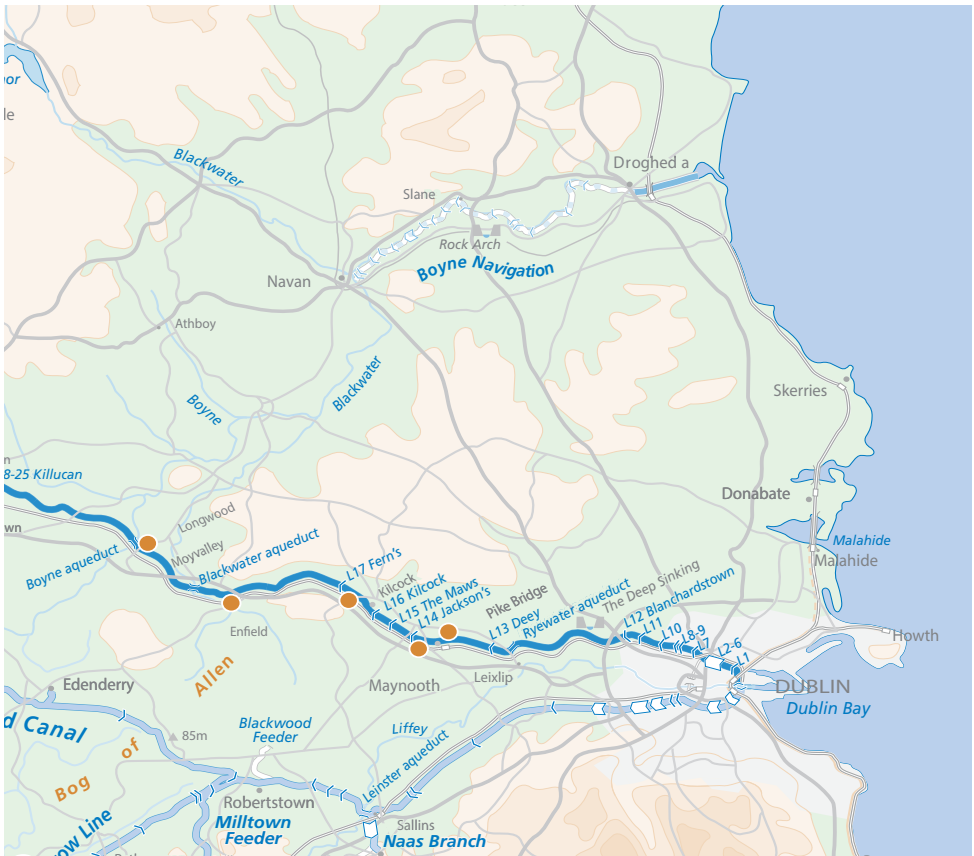 or
le
Blackwater
Droghed a
Slane
Rock Arch
Boyne Navigation
Navan
Athboy
Blackwater
Boyne
Skerries
n
8-25 Killucan
Donabate
wn
Longwood
Malahide
Malahide
Moyvalley
Boyne aqueduct
Blackwater aqueduct
L17 Fern's
Kilcock
L16 Kilcock
L15 The Maws
L14 Jackson's
Pike Bridge
L13 Deey
Ryewater aqueduct
The Deep Sinking
L12 Blanchardstown
L11
L10
L8-9
L7
L2-6
L1
Howth
Enfield
Allen
Maynooth
Leixlip
Edenderry
DUBLIN
Dublin Bay
d Canal
85m
Blackwood
Feeder
Liffey
of
Bog
Leinster aqueduct
Robertstown
Milltown
Feeder
Sallins
Naas Branch
ow Line